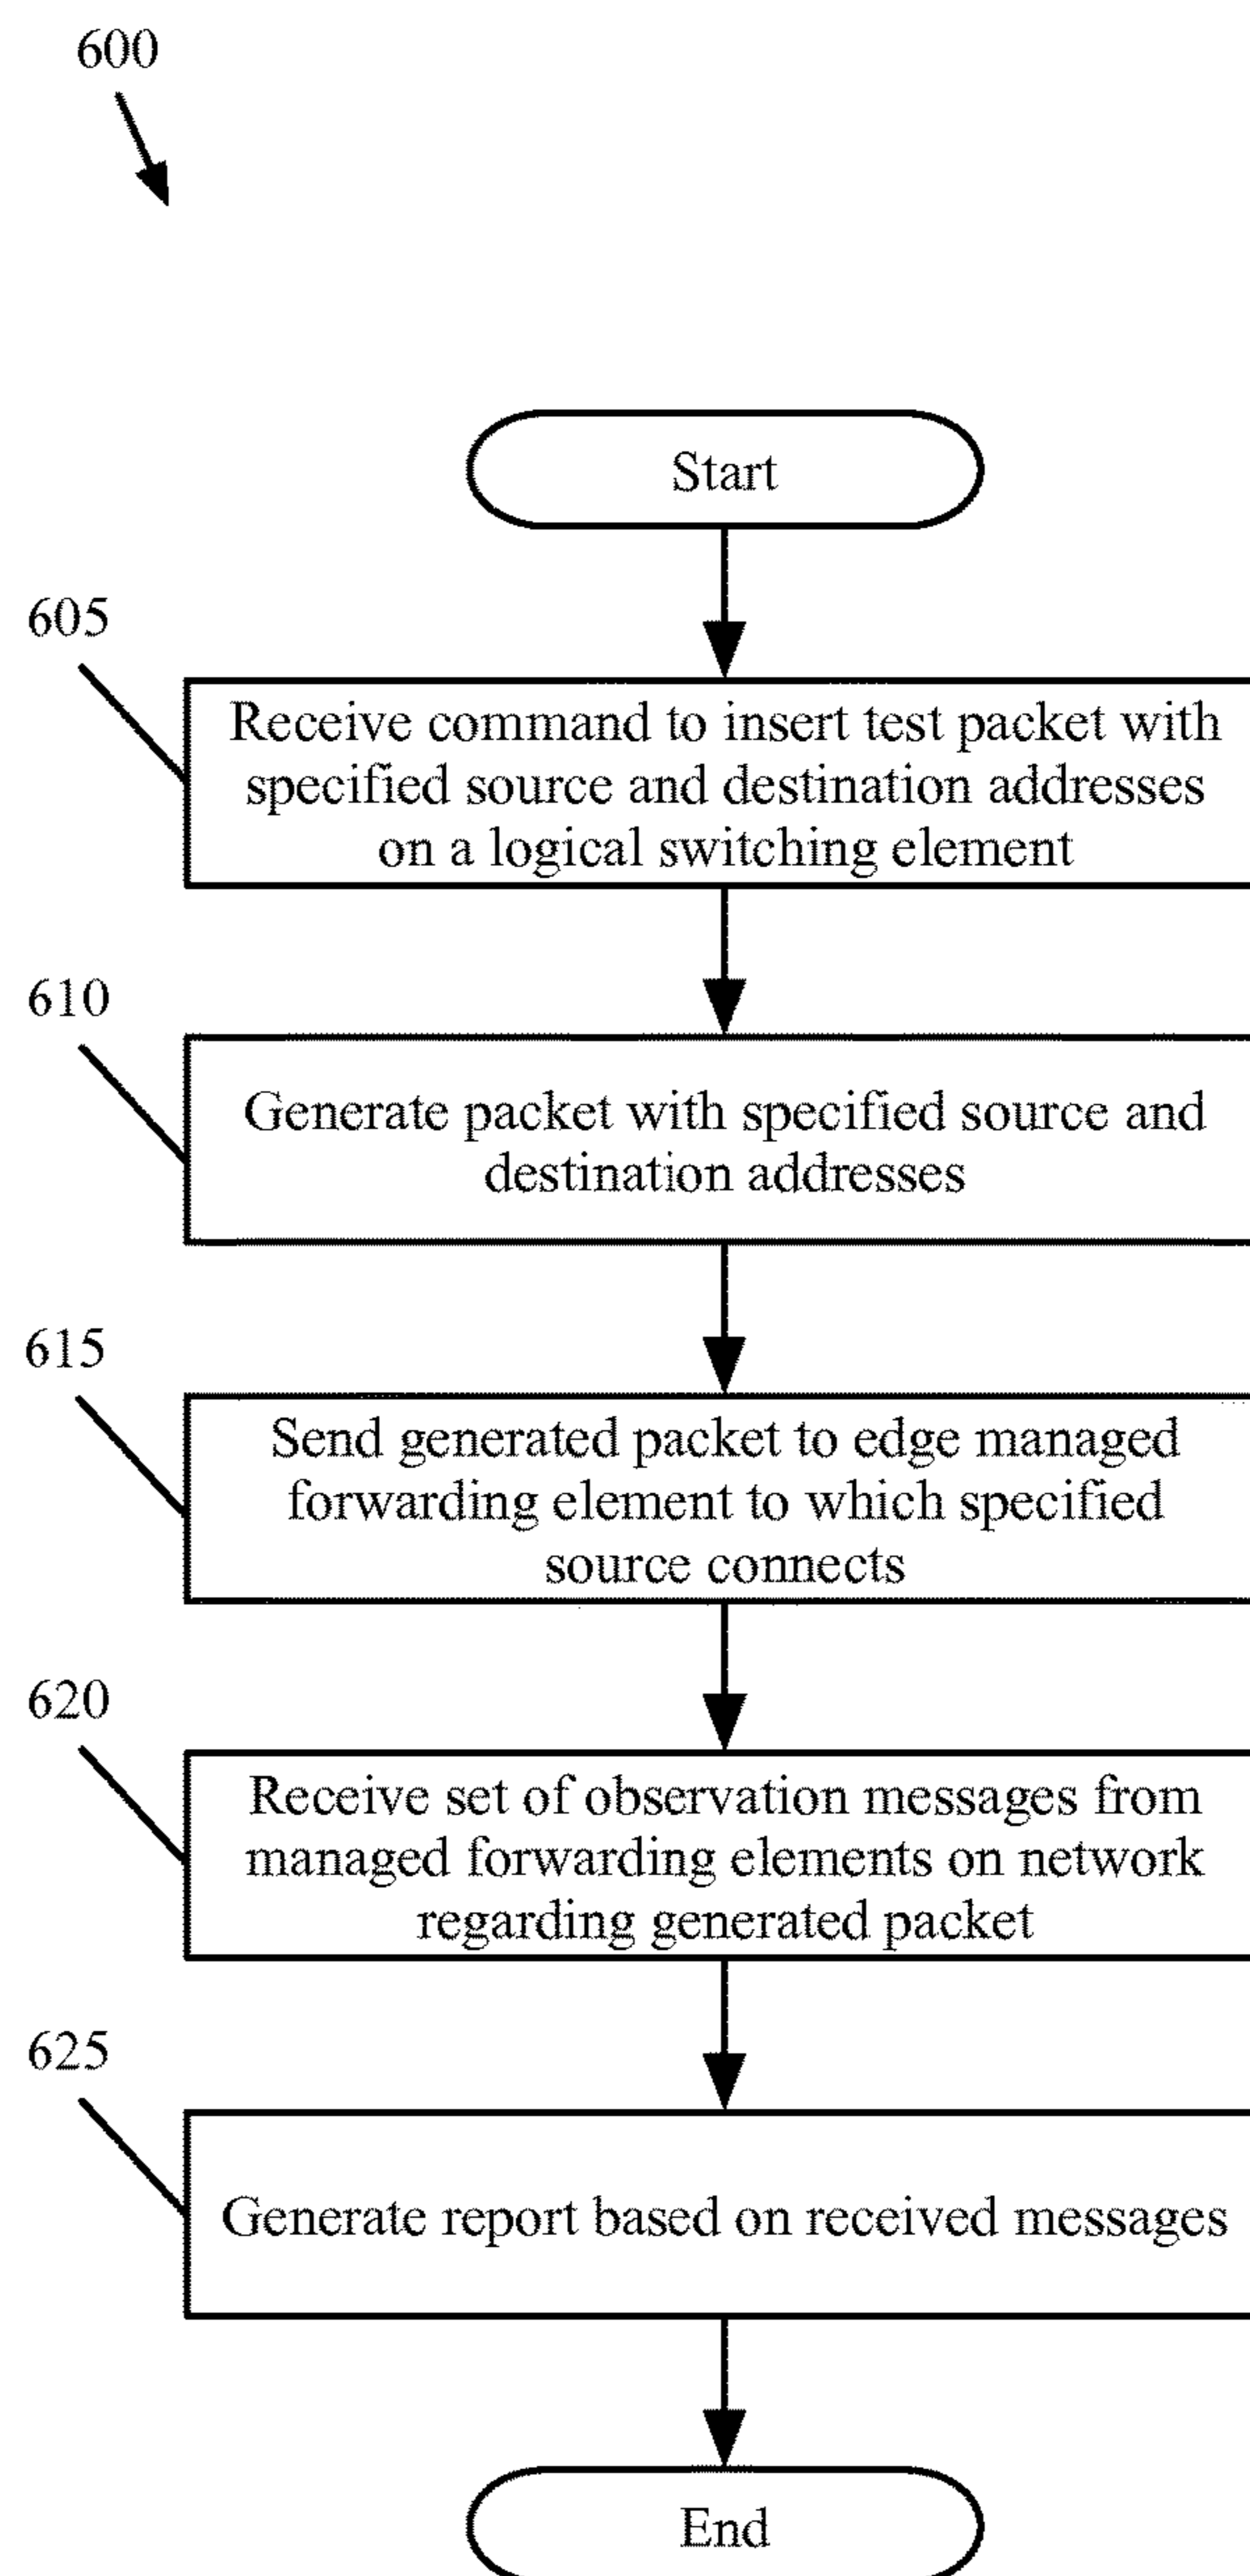 600
Start
605
Receive command to insert test packet with
specified source and destination addresses
on a logical switching element
610
Generate packet with specified source and
destination addresses
615
Send generated packet to edge managed
forwarding element to which specified
source connects
620
Receive set of observation messages from
managed forwarding elements on network
regarding generated packet
625
Generate report based on received messages
End